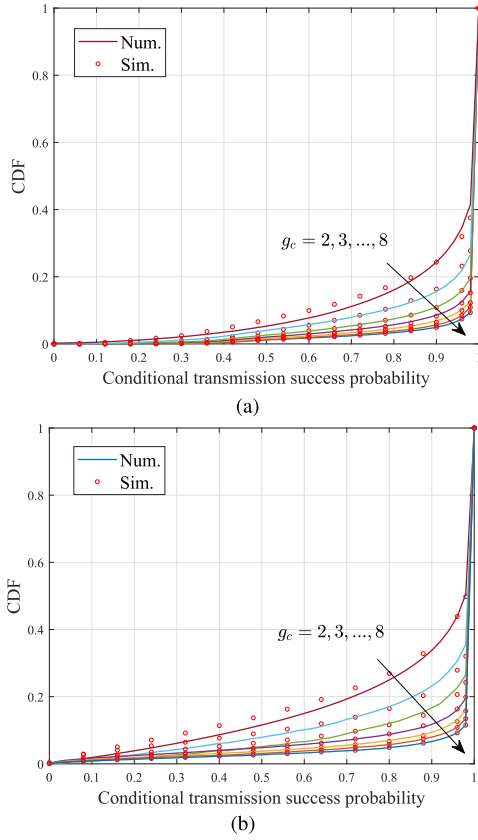 1
0.8
0.6
0.4
0.2
0
CDF
Num.
Sim.
g_c = 2, 3, ..., 8
0 0.1 0.2 0.3 0.4 0.5 0.6 0.7 0.8 0.9 1
Conditional transmission success probability
(a)
1
0.8
0.6
0.4
0.2
0
CDF
Num.
Sim.
g_c = 2, 3, ..., 8
0 0.1 0.2 0.3 0.4 0.5 0.6 0.7 0.8 0.9 1
Conditional transmission success probability
(b)